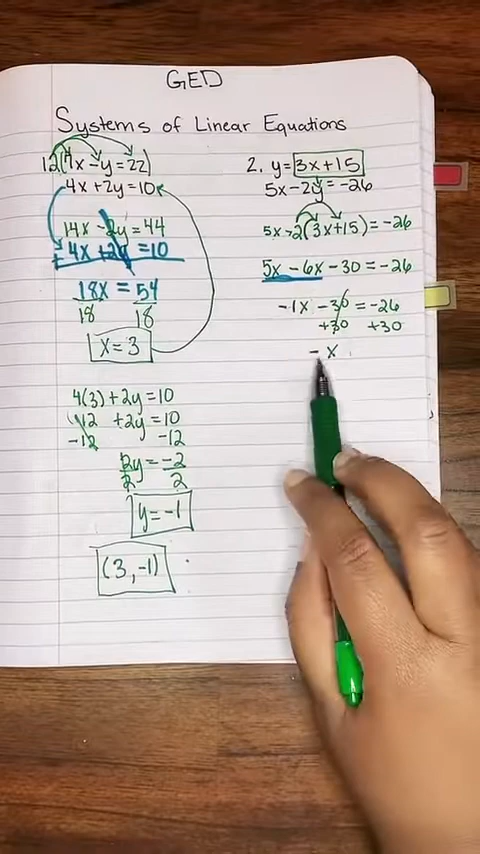 GED
Systems of Linear Equations
12(7x - y = 22)
4x + 2y = 10
14x - 2y = 44
+ 4x + 2y = 10
18x = 54
18 18
x = 3
4(3) + 2y = 10
12 + 2y = 10
-12 -12
2y = -2
2 2
y = -1
(3, -1)
2. y = 3x + 15
5x - 2y = -26
5x - 2(3x + 15) = -26
5x - 6x - 30 = -26
-1x - 30 = -26
+30 +30
- x